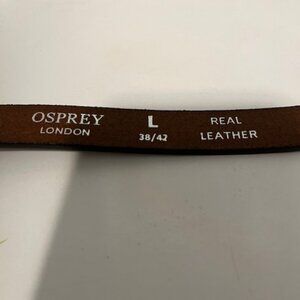 OSPREY
LONDON
L
38/42
REAL
LEATHER